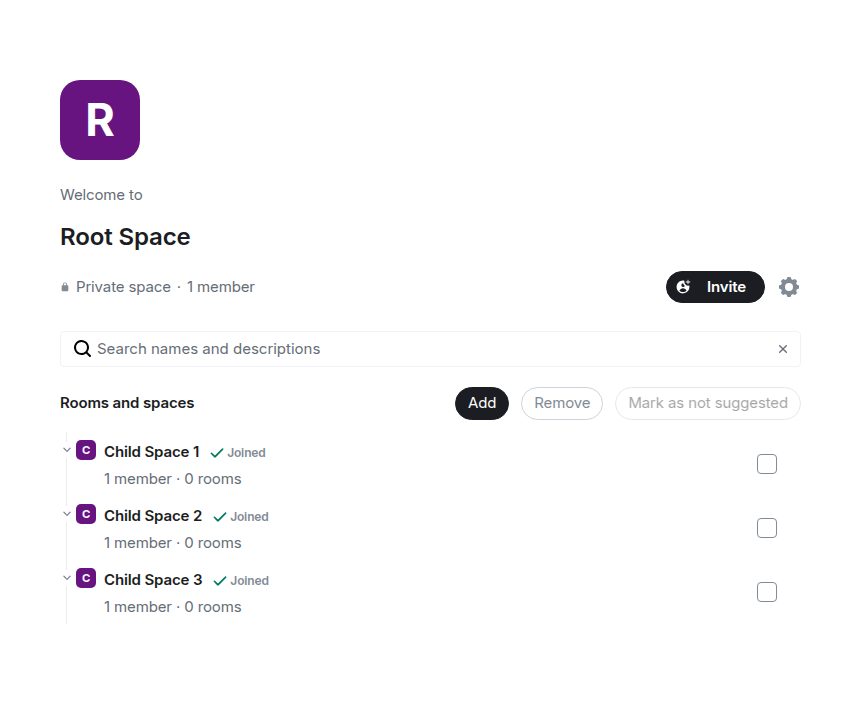 R
Welcome to
Root Space
Private space · 1 member
Invite
Search names and descriptions
Rooms and spaces
Add
Remove
Mark as not suggested
C Child Space 1 Joined
1 member · 0 rooms
C Child Space 2 Joined
1 member · 0 rooms
C Child Space 3 Joined
1 member · 0 rooms